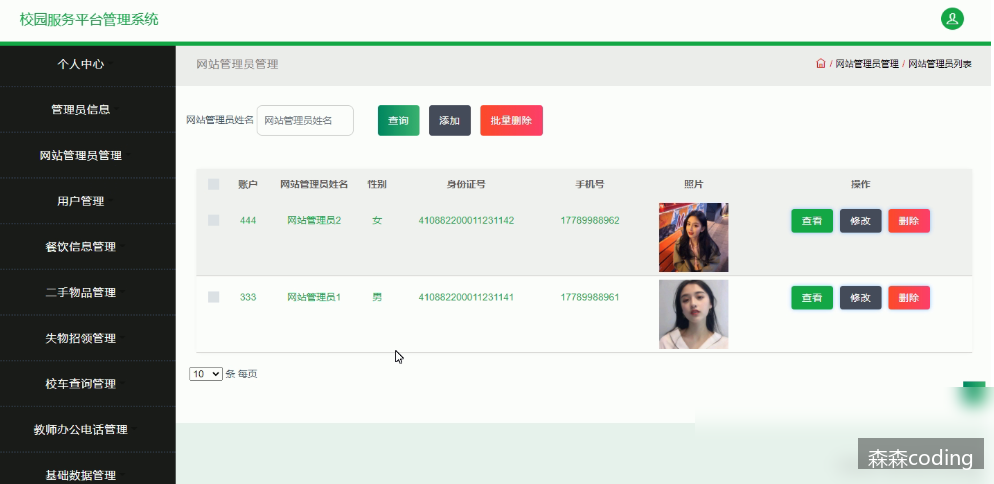 校园服务平台管理系统
个人中心
管理员信息
网站管理员管理
用户管理
餐饮信息管理
二手物品管理
失物招领管理
校车查询管理
教师办公电话管理
基础数据管理
网站管理员管理
/ 网站管理员管理 / 网站管理员列表
网站管理员姓名 网站管理员姓名 查询 添加 批量删除
账户 网站管理员姓名 性别 身份证号 手机号 照片 操作
444 网站管理员2 女 410882200011231142 17789988962 查看 修改 删除
333 网站管理员1 男 410882200011231141 17789988961 查看 修改 删除
10 条 每页
森森coding